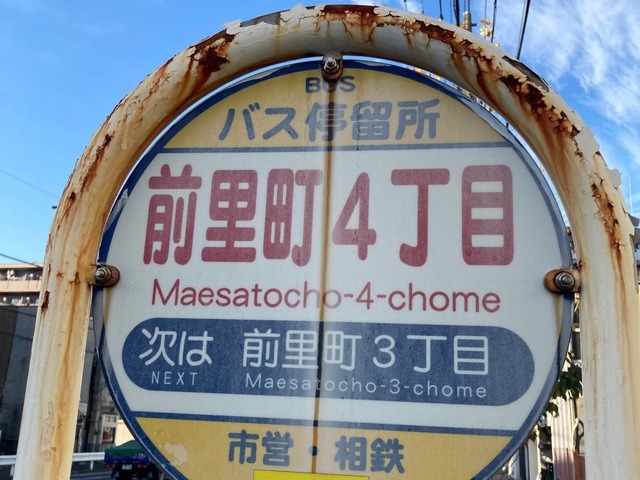 BUS
バス停留所
前里町4丁目
Maesatocho-4-chome
次は 前里町3丁目
NEXT Maesatocho-3-chome
市営・相鉄